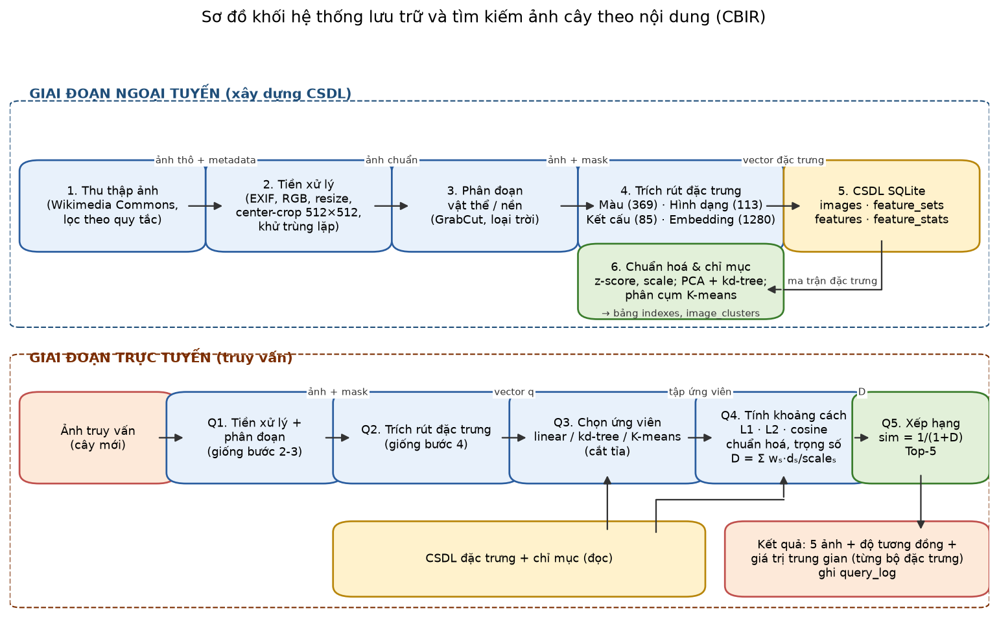 Sơ đồ khối hệ thống lưu trữ và tìm kiếm ảnh cây theo nội dung (CBIR)
GIAI ĐOẠN NGOẠI TUYẾN (xây dựng CSDL)
ảnh thô + metadata
ảnh chuẩn
ảnh + mask
vector đặc trưng
1. Thu thập ảnh
(Wikimedia Commons,
lọc theo quy tắc)
2. Tiền xử lý
(EXIF, RGB, resize,
center-crop 512×512,
khử trùng lặp)
3. Phân đoạn
vật thể / nền
(GrabCut, loại trời)
4. Trích rút đặc trưng
Màu (369) · Hình dạng (113)
Kết cấu (85) · Embedding (1280)
5. CSDL SQLite
images · feature_sets
features · feature_stats
6. Chuẩn hoá & chỉ mục
z-score, scale; PCA + kd-tree;
phân cụm K-means
→ bảng indexes, image_clusters
ma trận đặc trưng
GIAI ĐOẠN TRỰC TUYẾN (truy vấn)
ảnh + mask
vector q
tập ứng viên
D
Ảnh truy vấn
(cây mới)
Q1. Tiền xử lý +
phân đoạn
(giống bước 2-3)
Q2. Trích rút đặc trưng
(giống bước 4)
Q3. Chọn ứng viên
linear / kd-tree / K-means
(cắt tỉa)
Q4. Tính khoảng cách
L1 · L2 · cosine
chuẩn hoá, trọng số
D = Σ wₛ·dₛ/scaleₛ
Q5. Xếp hạng
sim = 1/(1+D)
Top-5
CSDL đặc trưng + chỉ mục (đọc)
Kết quả: 5 ảnh + độ tương đồng +
giá trị trung gian (từng bộ đặc trưng)
ghi query_log